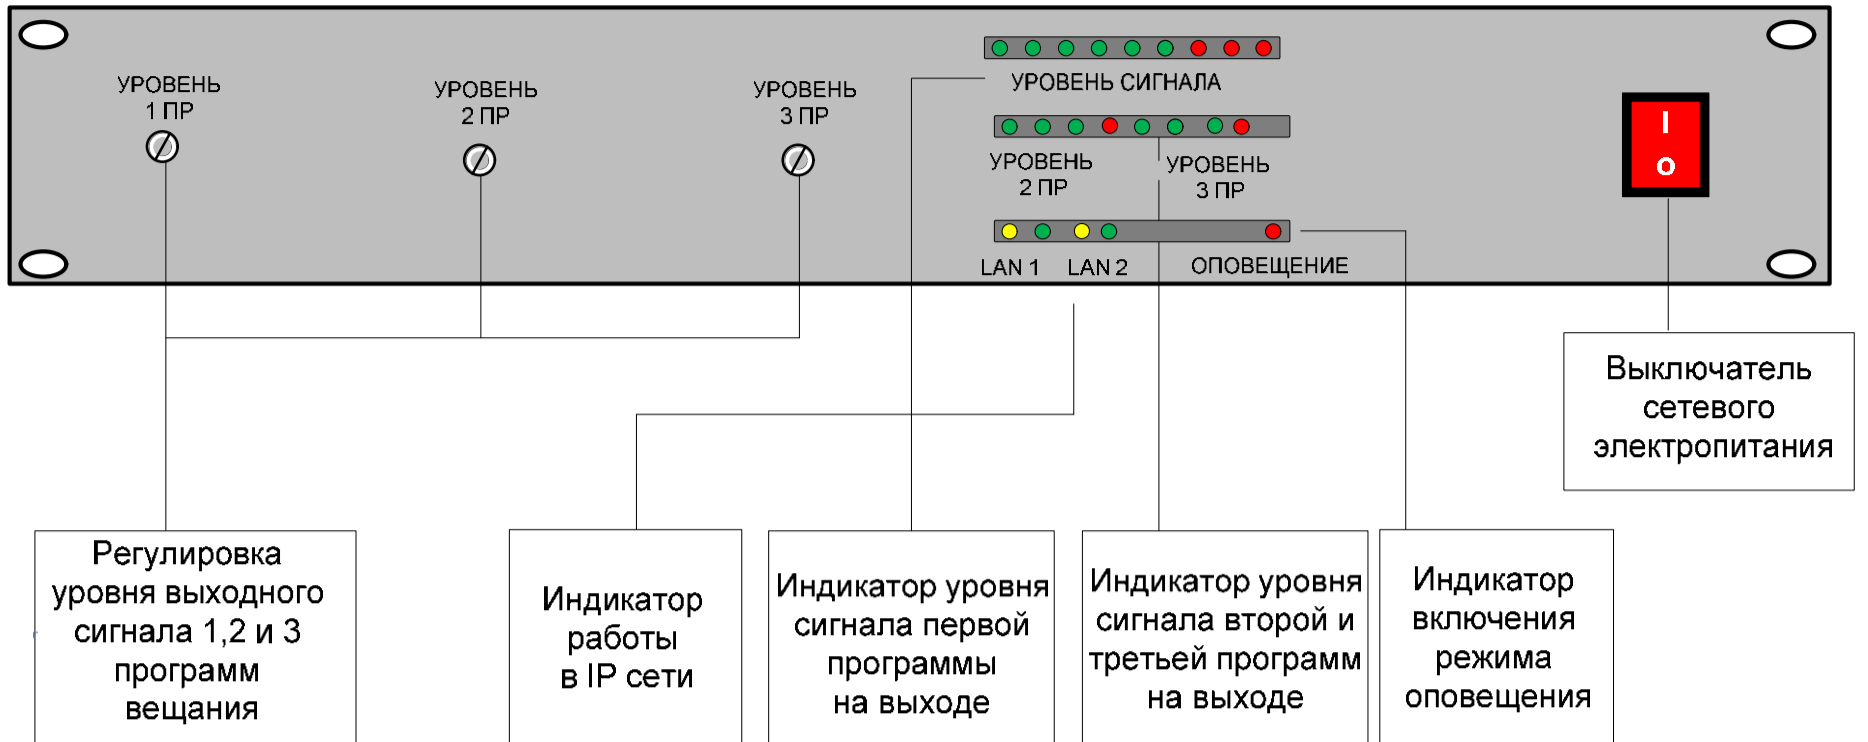 УРОВЕНЬ
1 ПР
УРОВЕНЬ
2 ПР
УРОВЕНЬ
3 ПР
УРОВЕНЬ СИГНАЛА
УРОВЕНЬ
2 ПР
УРОВЕНЬ
3 ПР
LAN 1
LAN 2
ОПОВЕЩЕНИЕ
I
o
Выключатель
сетевого
электропитания
Регулировка
уровня выходного
сигнала 1,2 и 3
программ
вещания
Индикатор
работы
в IP сети
Индикатор уровня
сигнала первой
программы
на выходе
Индикатор уровня
сигнала второй и
третьей программ
на выходе
Индикатор
включения
режима
оповещения